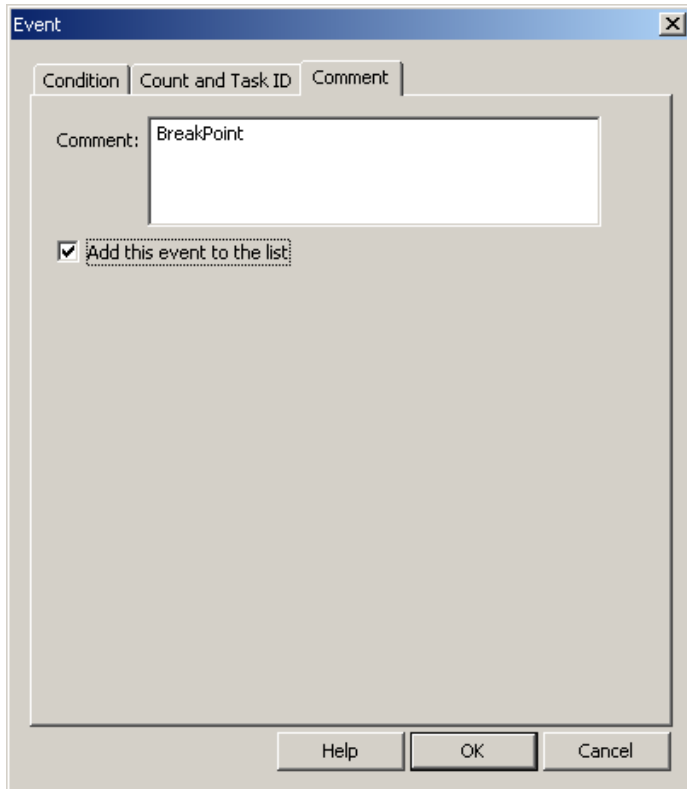 Event
Condition Count and Task ID Comment
Comment: BreakPoint
Add this event to the list
Help OK Cancel